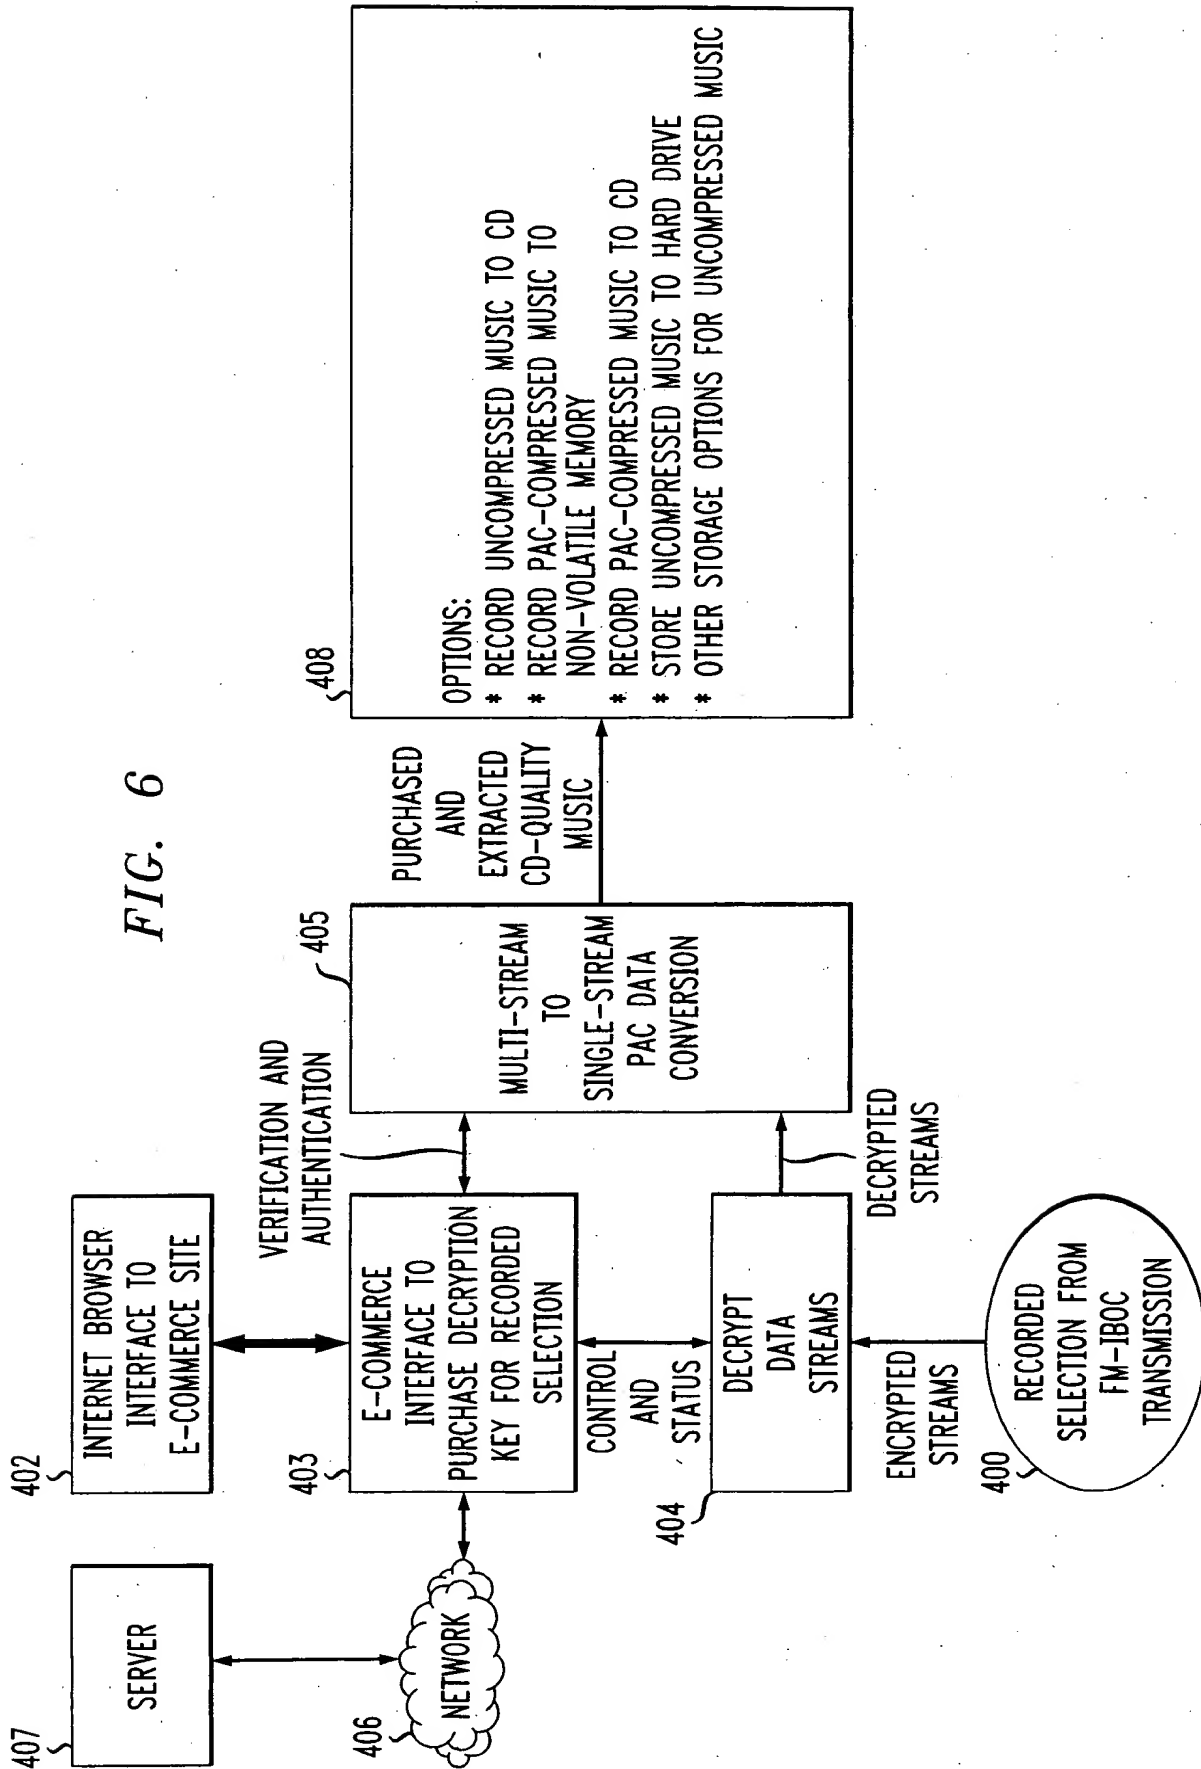 FIG. 6
407
SERVER
402
INTERNET BROWSER
INTERFACE TO
E-COMMERCE SITE
406
NETWORK
403
E-COMMERCE
INTERFACE TO
PURCHASE DECRYPTION
KEY FOR RECORDED
SELECTION
VERIFICATION AND
AUTHENTICATION
405
MULTI-STREAM
TO
SINGLE-STREAM
PAC DATA
CONVERSION
PURCHASED
AND
EXTRACTED
CD-QUALITY
MUSIC
408
OPTIONS:
* RECORD UNCOMPRESSED MUSIC TO CD
* RECORD PAC-COMPRESSED MUSIC TO
NON-VOLATILE MEMORY
* RECORD PAC-COMPRESSED MUSIC TO CD
* STORE UNCOMPRESSED MUSIC TO HARD DRIVE
* OTHER STORAGE OPTIONS FOR UNCOMPRESSED MUSIC
CONTROL
AND
STATUS
404
DECRYPT
DATA
STREAMS
DECRYPTED
STREAMS
ENCRYPTED
STREAMS
400
RECORDED
SELECTION FROM
FM-IBOC
TRANSMISSION